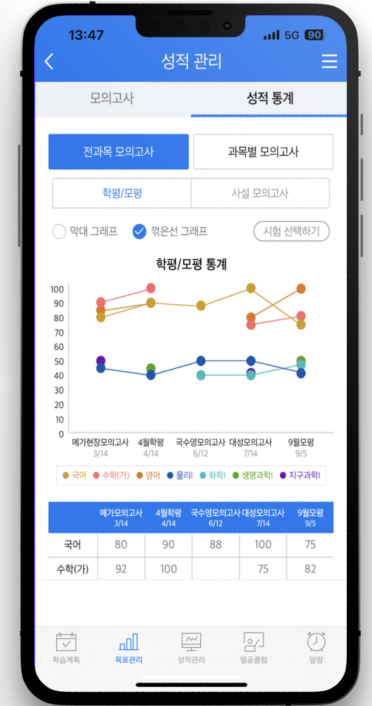 13:47
5G 90
성적 관리
모의고사 성적 통계
전과목 모의고사 과목별 모의고사
학평/모평 사설 모의고사
막대 그래프 꺾은선 그래프 시험 선택하기
학평/모평 통계
100
90
80
70
60
50
40
30
20
10
0
메가현장모의고사 4월학평 국수영모의고사 대성모의고사 9월모평
3/14 4/14 6/12 7/14 9/5
국어 수학(가) 영어 물리I 화학I 생명과학I 지구과학I
메가모의고사 4월학평 국수영모의고사 대성모의고사 9월모평
3/14 4/14 6/12 7/14 9/5
국어 80 90 88 100 75
수학(가) 92 100 75 82
학습계획 목표관리 성적관리 열공클럽 알람